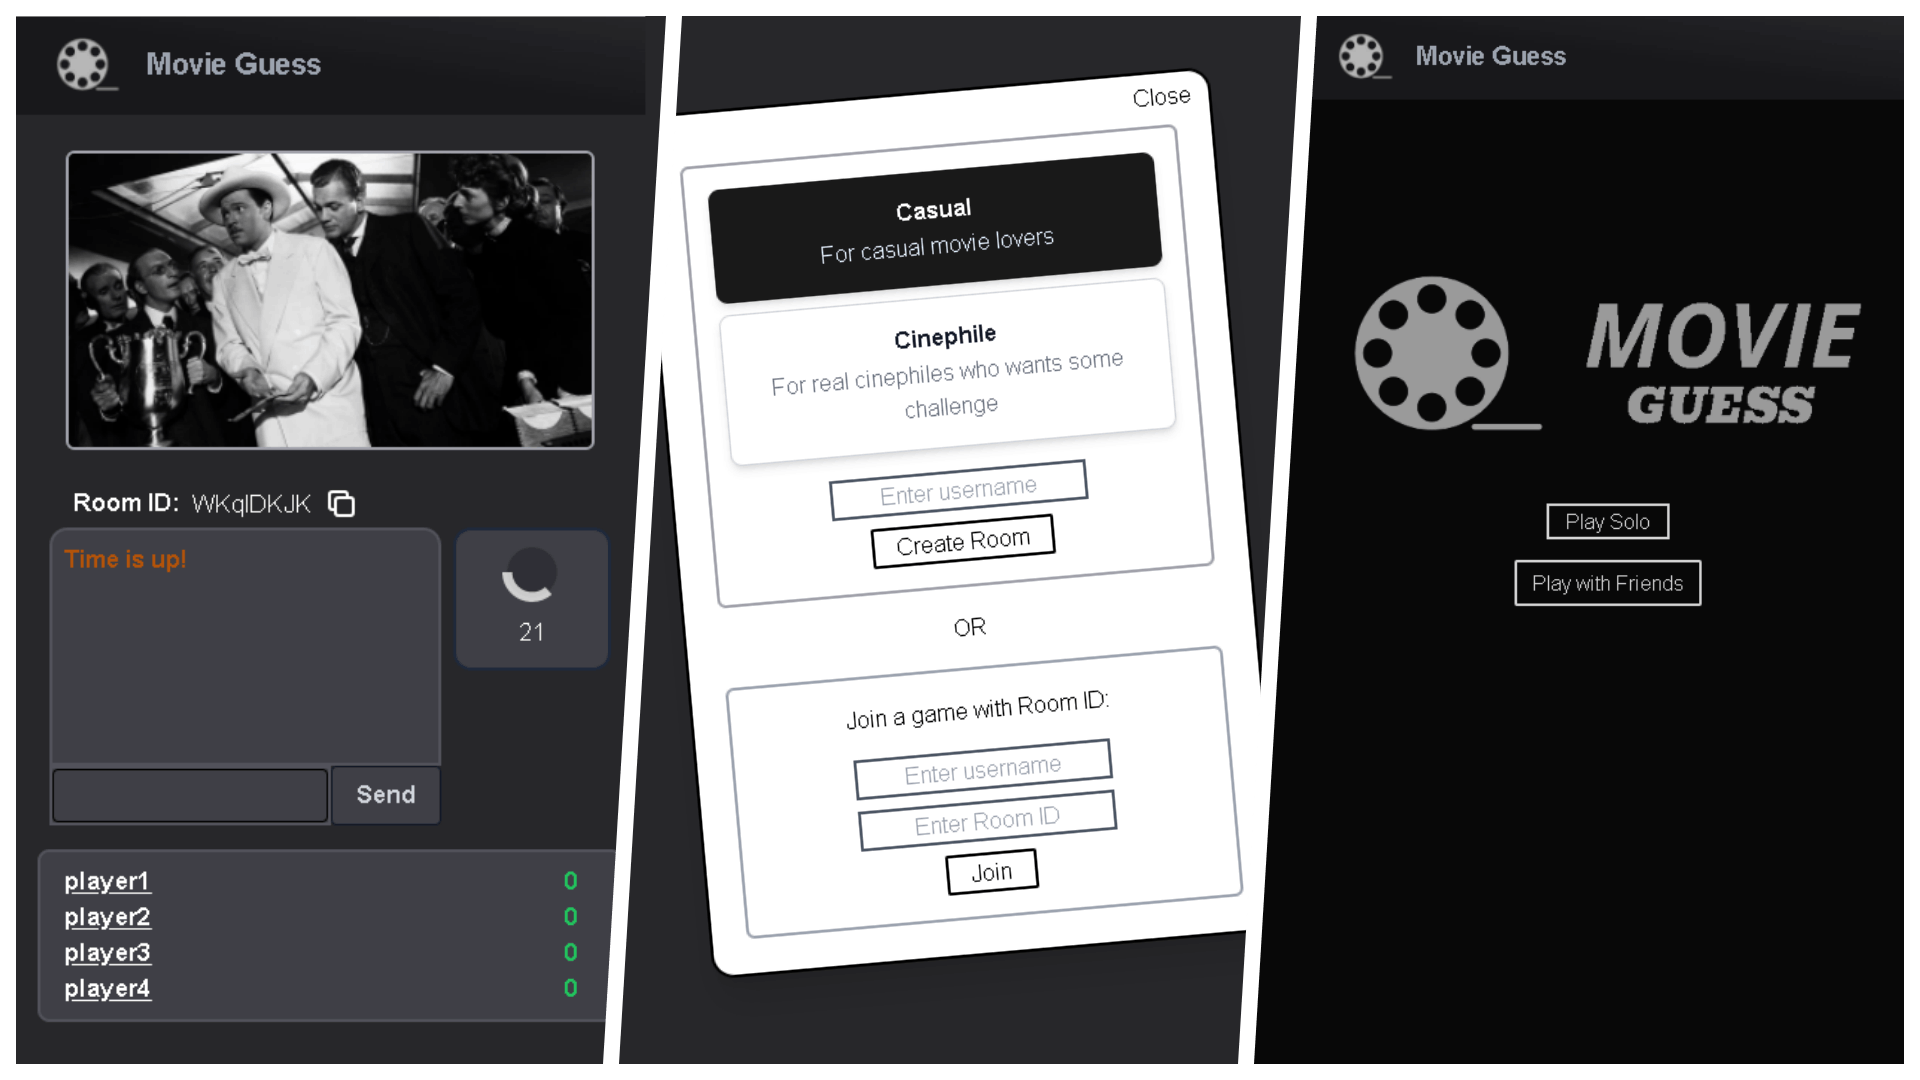 Movie Guess
Room ID: WKqIDKJK
Time is up!
21
Send
player1 0
player2 0
player3 0
player4 0
Close
Casual
For casual movie lovers
Cinephile
For real cinephiles who wants some
challenge
Enter username
Create Room
OR
Join a game with Room ID:
Enter username
Enter Room ID
Join
Movie Guess
MOVIE
GUESS
Play Solo
Play with Friends